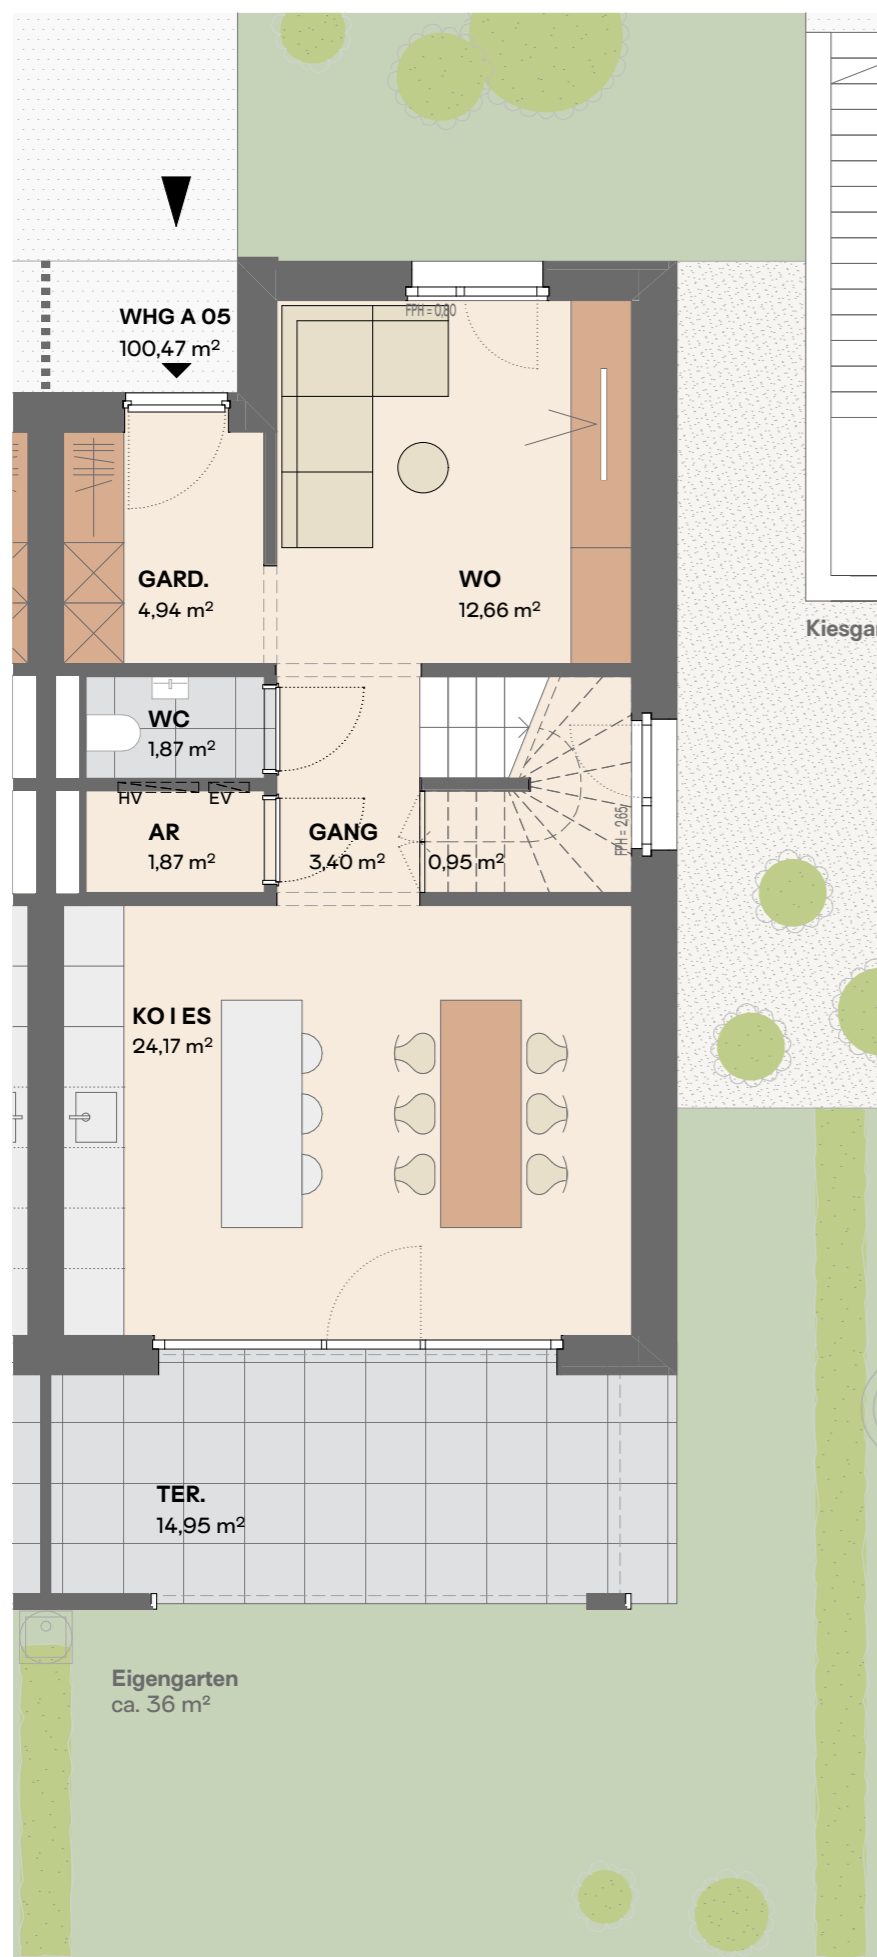 WHG A 05
100,47 m²
FPH = 0,80
GARD.
4,94 m²
WO
12,66 m²
Kiesgar
WC
1,87 m²
HV
EV
AR
1,87 m²
GANG
3,40 m²
0,95 m²
FPH = 2,65
KO I ES
24,17 m²
TER.
14,95 m²
Eigengarten
ca. 36 m²